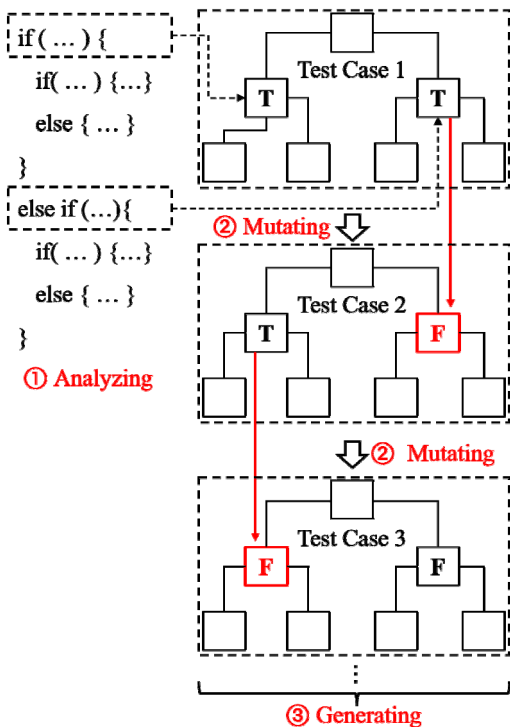 if ( ... ) {
if( ... ) {...}
else { ... }
}
else if (...){
if( ... ) {...}
else { ... }
}
① Analyzing
Test Case 1
T
T
② Mutating
Test Case 2
T
F
② Mutating
Test Case 3
F
F
...
③ Generating